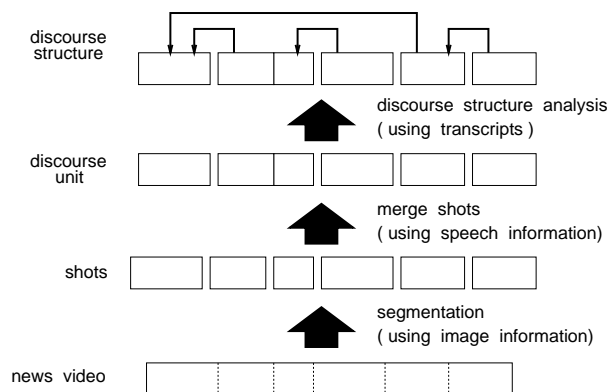 discourse
structure
discourse structure analysis
( using transcripts )
discourse
unit
merge shots
( using speech information)
shots
segmentation
( using image information)
news video